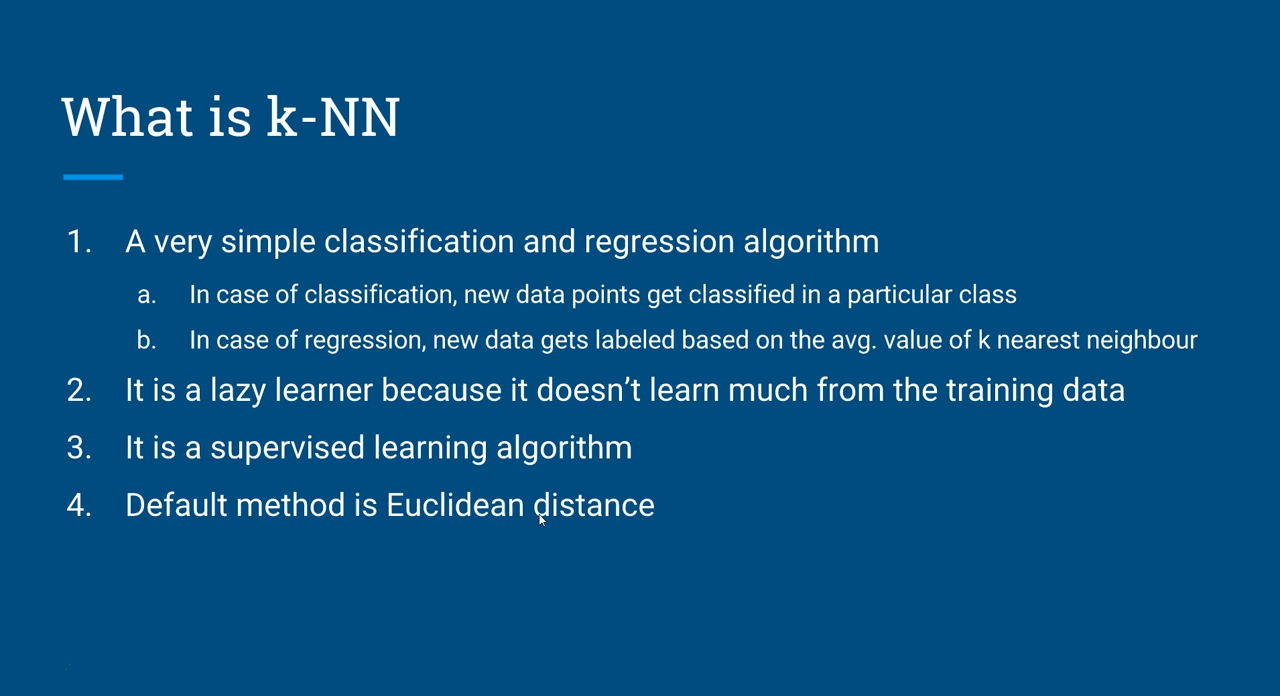 What is k-NN
1. A very simple classification and regression algorithm
a. In case of classification, new data points get classified in a particular class
b. In case of regression, new data gets labeled based on the avg. value of k nearest neighbour
2. It is a lazy learner because it doesn’t learn much from the training data
3. It is a supervised learning algorithm
4. Default method is Euclidean distance